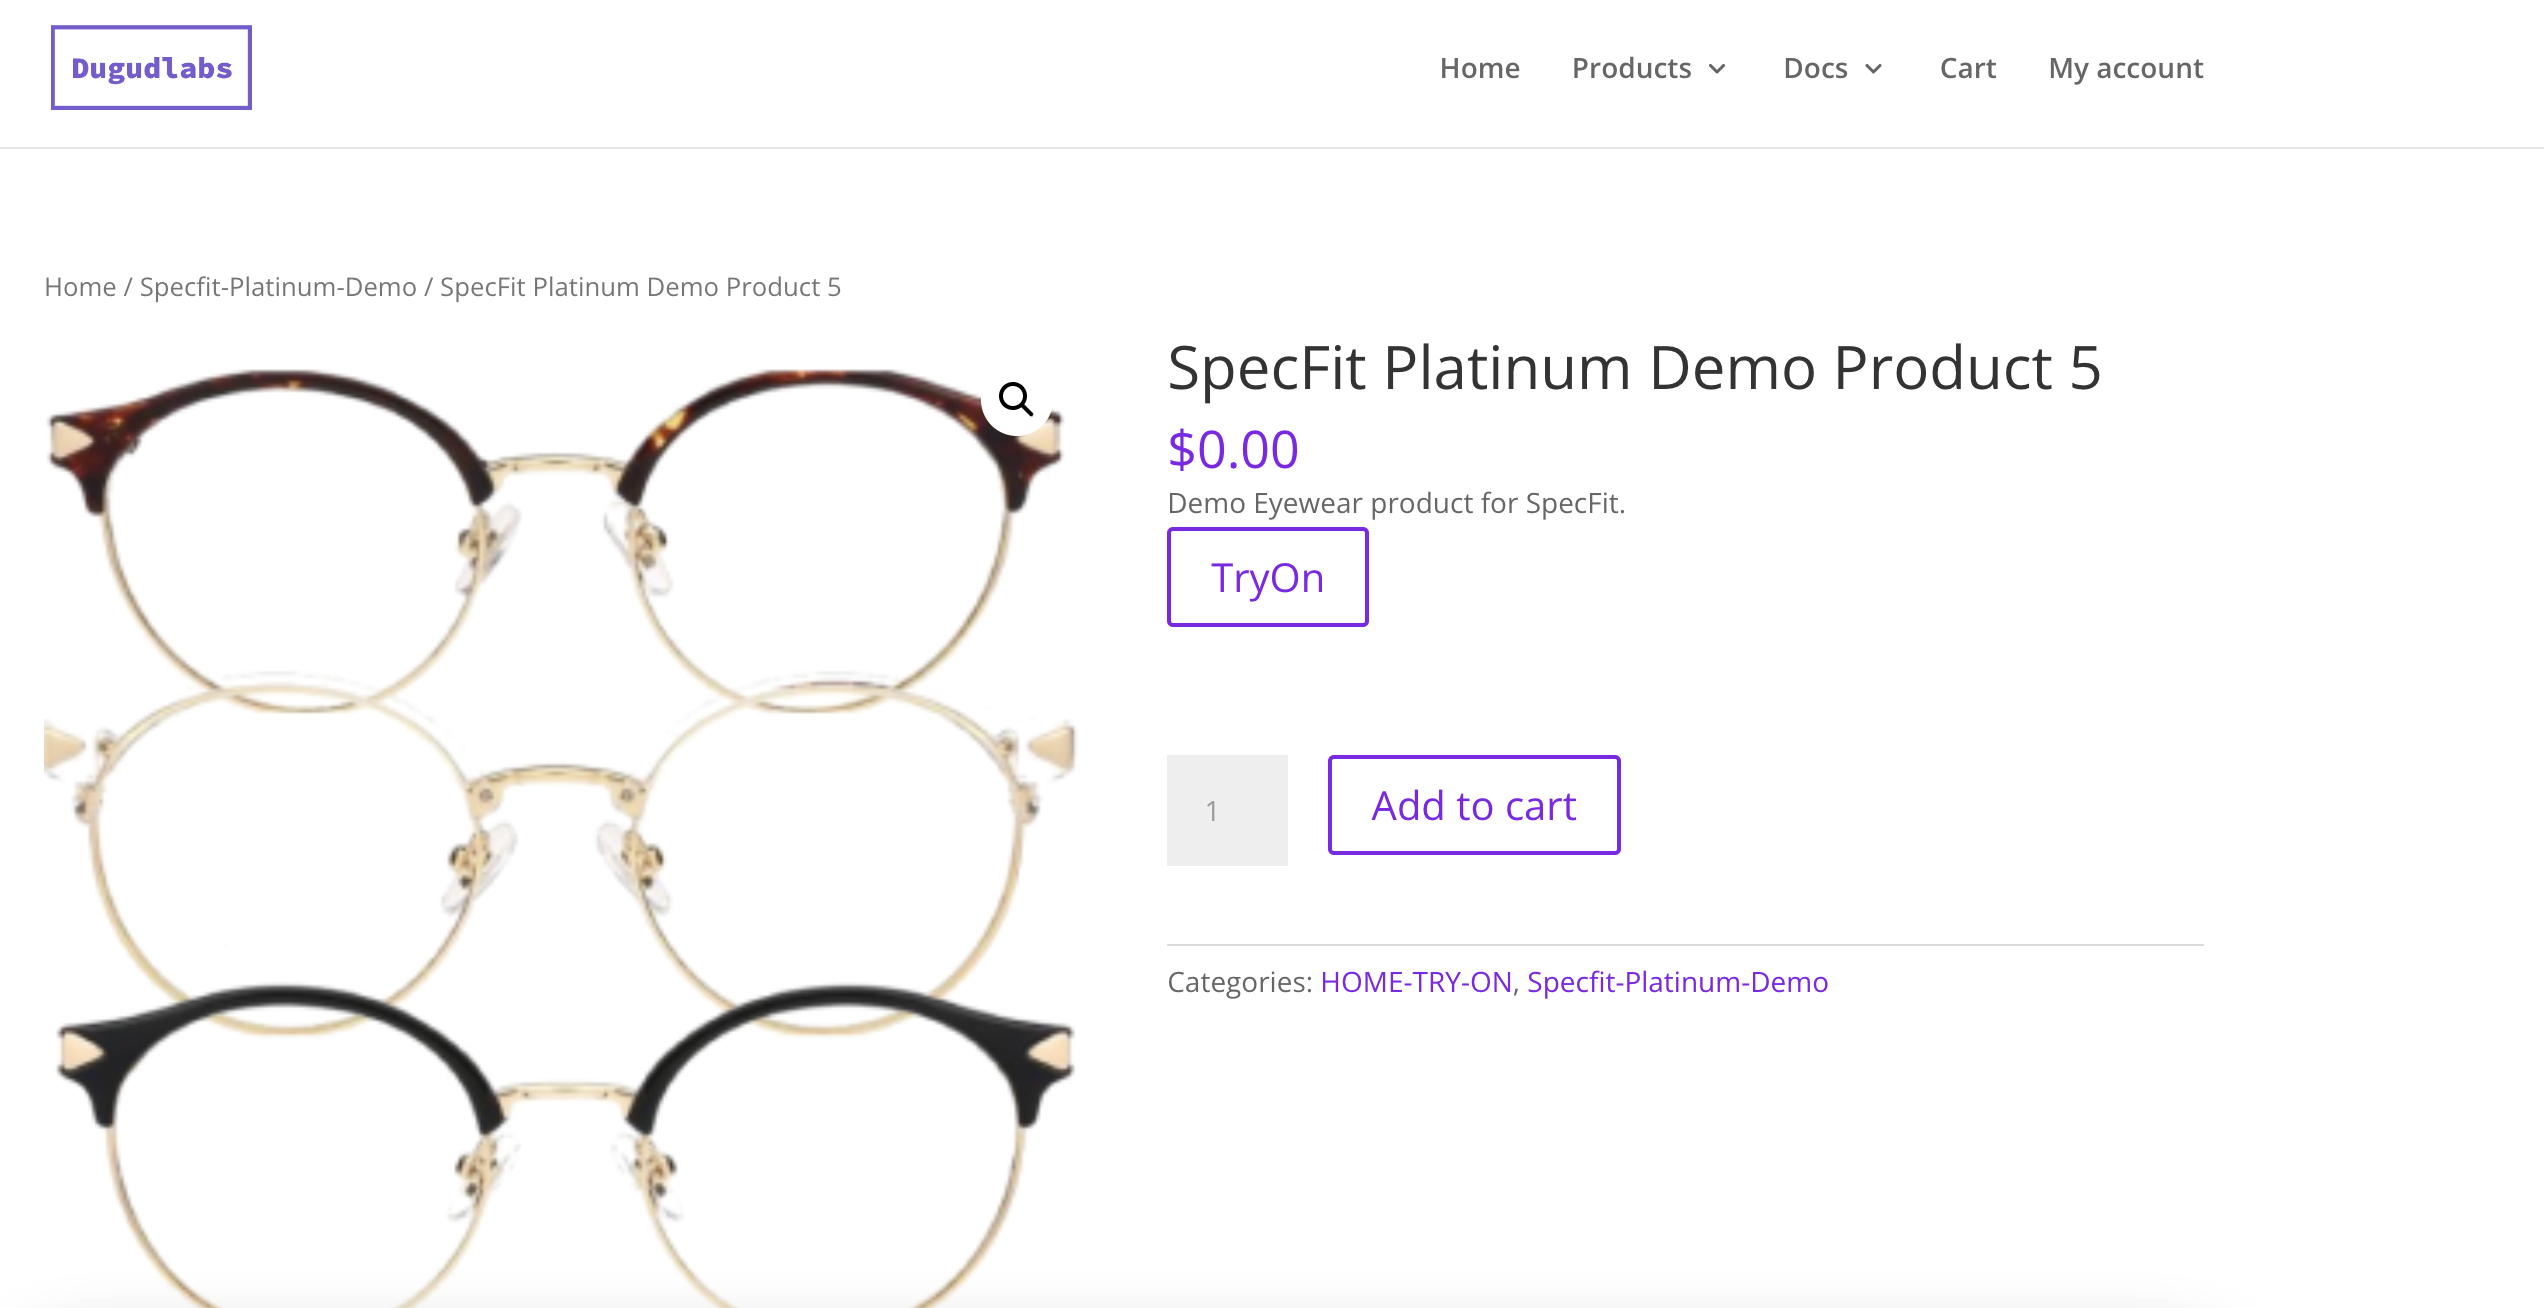 Dugudlabs
Home Products Docs Cart My account
Home / Specfit-Platinum-Demo / SpecFit Platinum Demo Product 5
SpecFit Platinum Demo Product 5
$0.00
Demo Eyewear product for SpecFit.
TryOn
1 Add to cart
Categories: HOME-TRY-ON, Specfit-Platinum-Demo